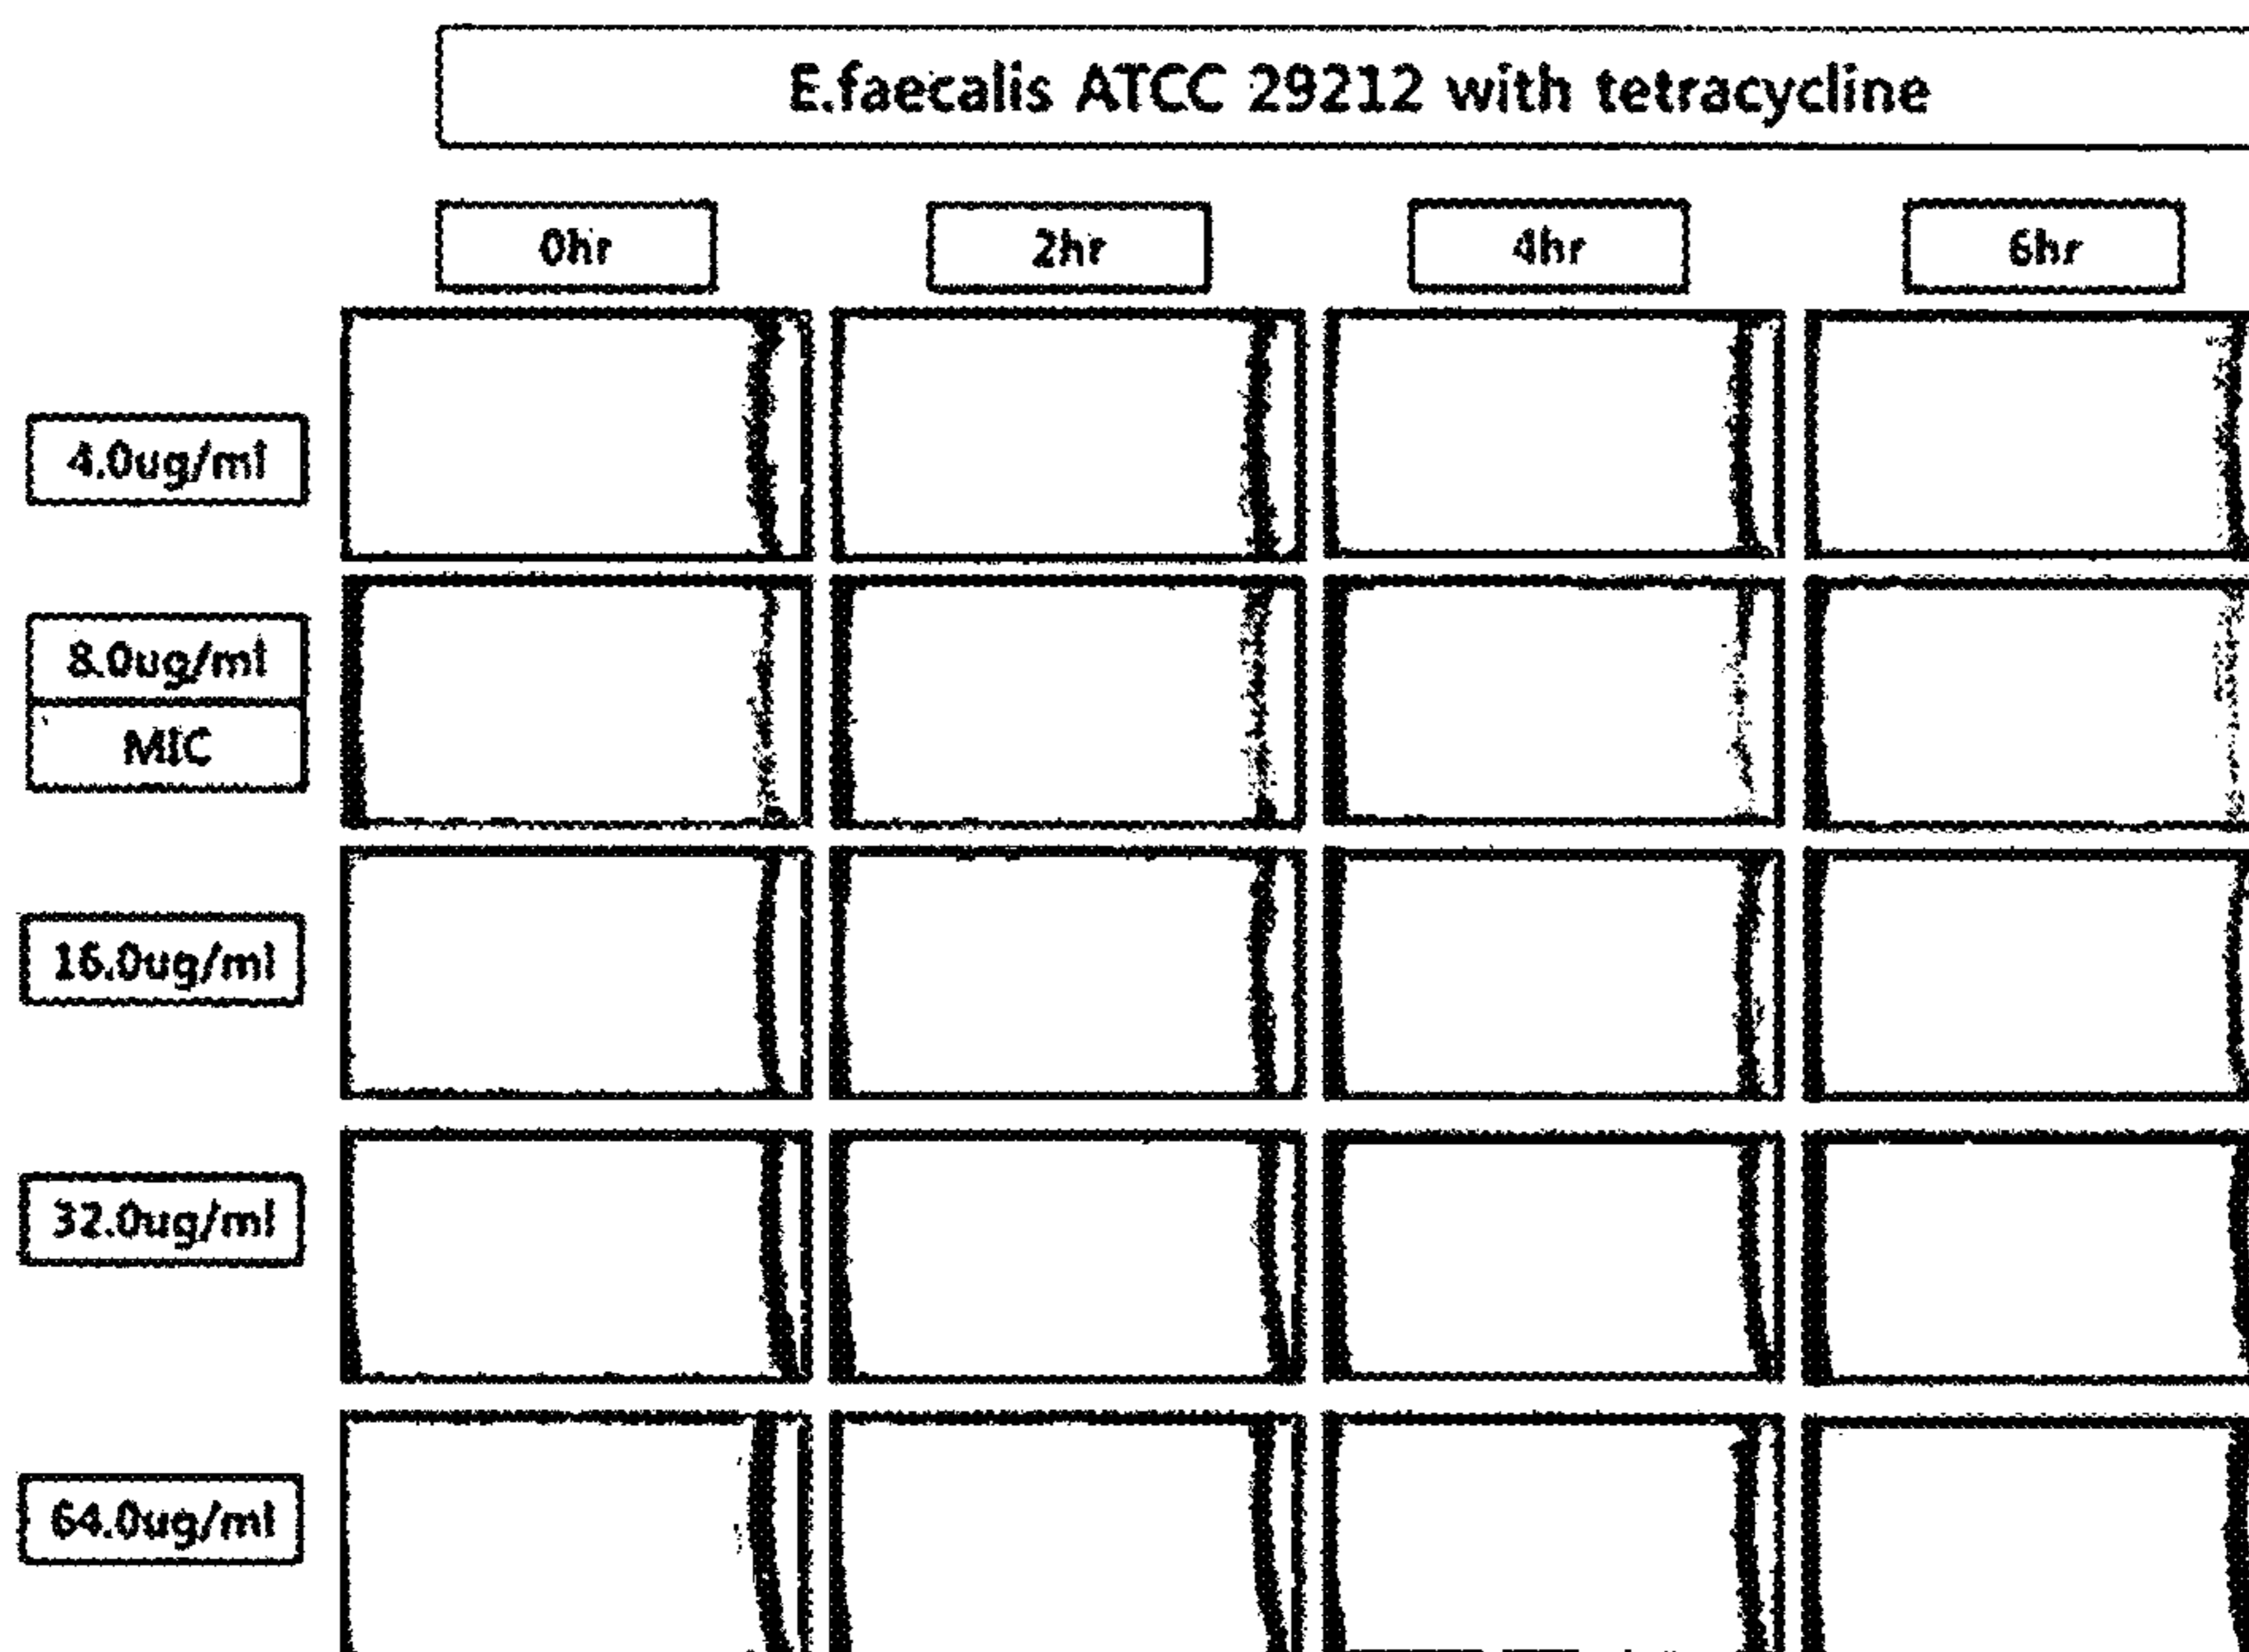 E.faecalis ATCC 29212 with tetracycline
0hr 2hr 4hr 6hr
4.0ug/ml
8.0ug/ml
MIC
16.0ug/ml
32.0ug/ml
64.0ug/ml